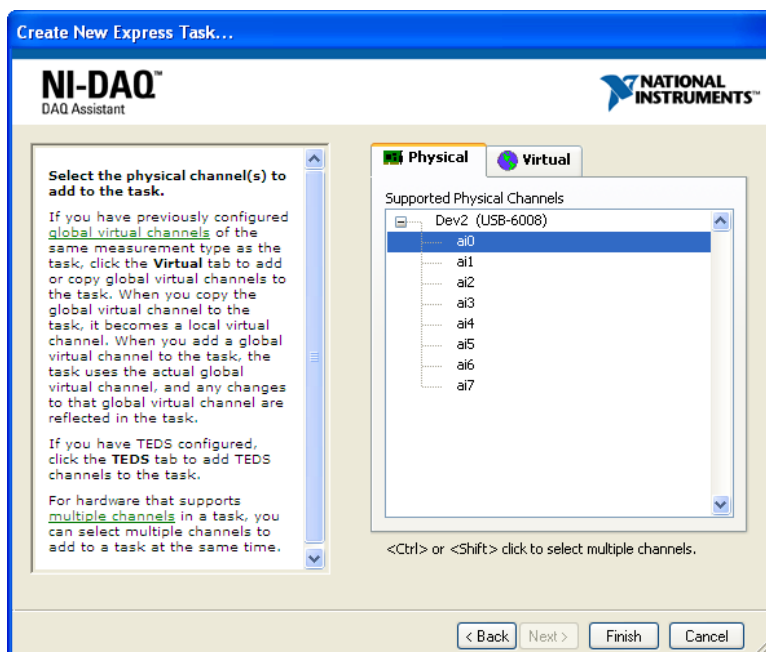 Create New Express Task...
NI-DAQ™
DAQ Assistant
NATIONAL
INSTRUMENTS™
Select the physical channel(s) to
add to the task.
If you have previously configured
global virtual channels of the
same measurement type as the
task, click the Virtual tab to add
or copy global virtual channels to
the task. When you copy the
global virtual channel to the
task, it becomes a local virtual
channel. When you add a global
virtual channel to the task, the
task uses the actual global
virtual channel, and any changes
to that global virtual channel are
reflected in the task.
If you have TEDS configured,
click the TEDS tab to add TEDS
channels to the task.
For hardware that supports
multiple channels in a task, you
can select multiple channels to
add to a task at the same time.
Physical
Virtual
Supported Physical Channels
Dev2 (USB-6008)
ai0
ai1
ai2
ai3
ai4
ai5
ai6
ai7
<Ctrl> or <Shift> click to select multiple channels.
< Back
Next >
Finish
Cancel